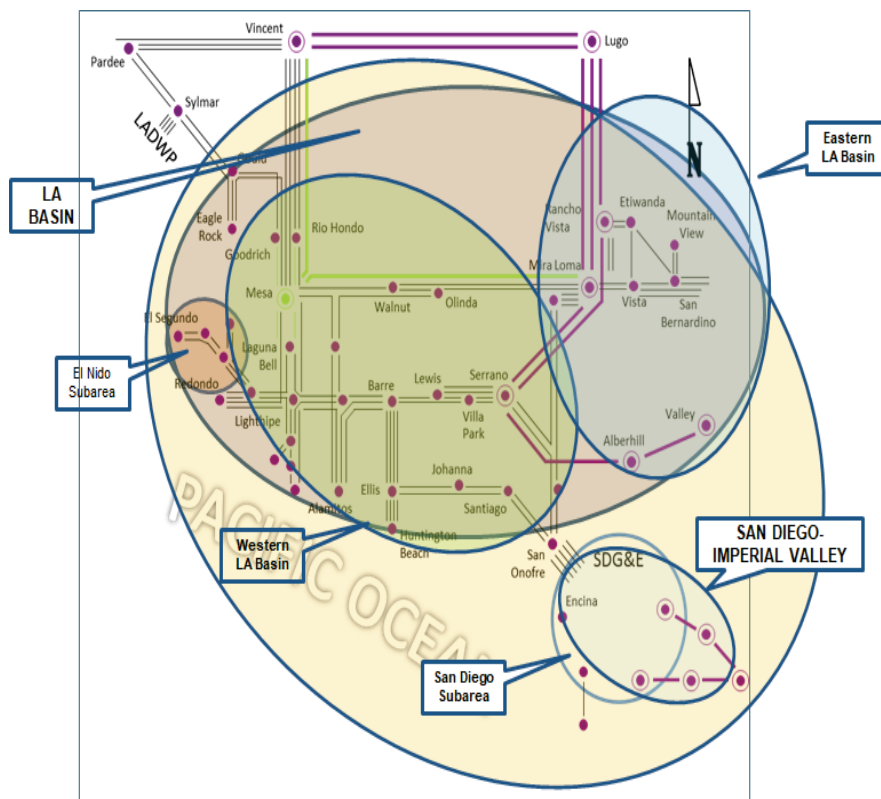 Vincent
Lugo
Pardee
Sylmar
LADWP
Eastern
LA Basin
N
Gould
LA
BASIN
Eagle
Rock
Goodrich
Rio Hondo
Rancho
Vista
Etiwanda
Mountain
View
Mira Loma
Mesa
Walnut
Olinda
Vista
San
Bernardino
El Segundo
El Nido
Subarea
Laguna
Bell
Redondo
Barre
Lewis
Serrano
Lighthipe
Villa
Park
Valley
Alberhill
Johanna
Alamitos
Ellis
Santiago
PACIFIC OCEAN
Western
LA Basin
Huntington
Beach
San
Onofre
SAN DIEGO-
IMPERIAL VALLEY
SDG&E
Encina
San Diego
Subarea